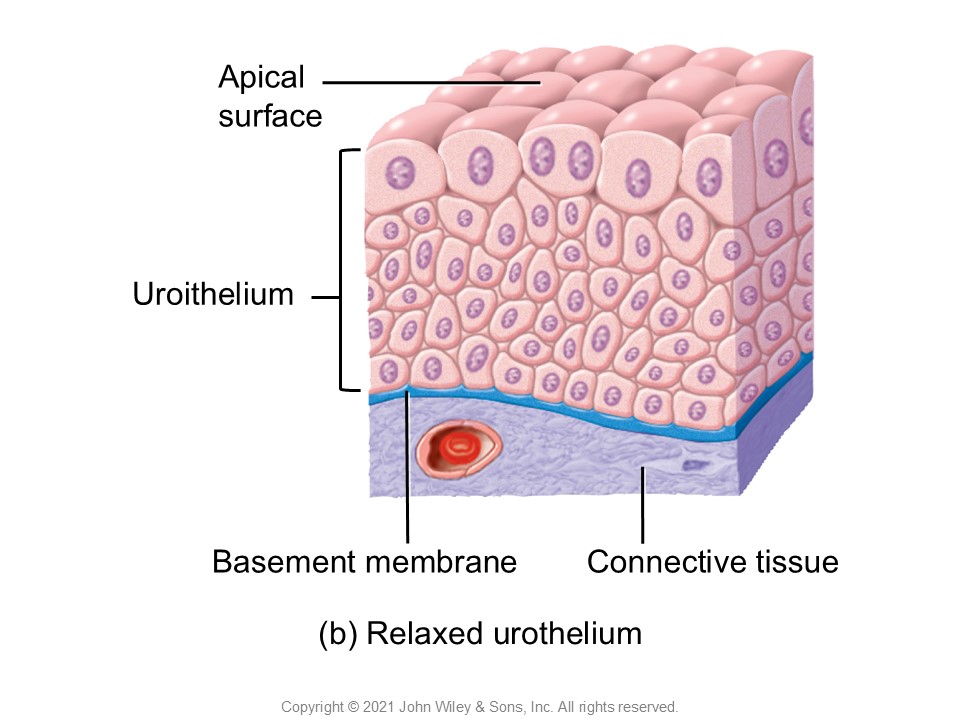 Apical
surface
Uroithelium
Basement membrane
Connective tissue
(b) Relaxed urothelium
Copyright © 2021 John Wiley & Sons, Inc. All rights reserved.